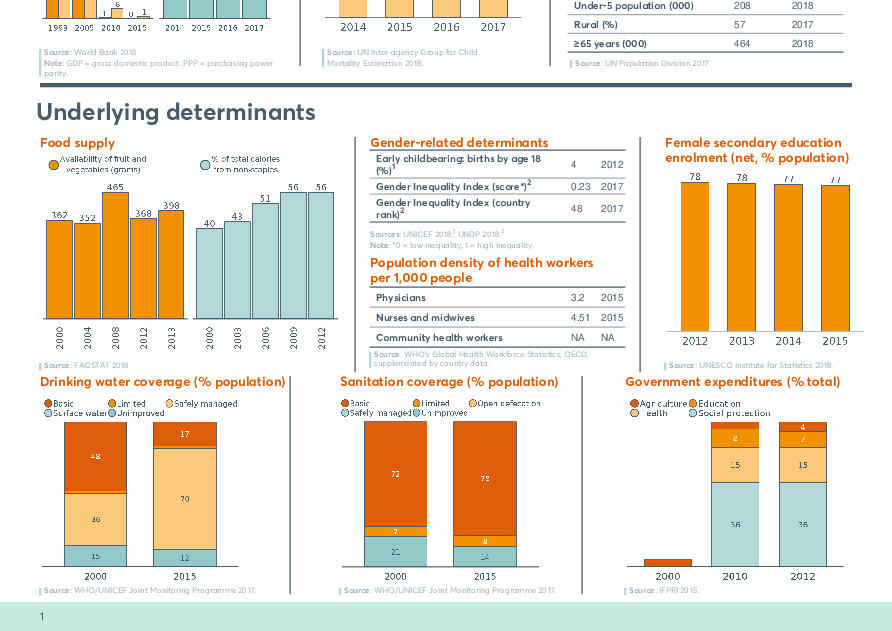 6
1
0
1
1999 2005 2010 2015
2014 2015 2016 2017
Source: World Bank 2018.
Note: GDP = gross domestic product. PPP = purchasing power
parity.
2014 2015 2016 2017
Source: UN Inter-agency Group for Child
Mortality Estimation 2018.
Under-5 population (000) 208 2018
Rural (%) 57 2017
≥65 years (000) 464 2018
Source: UN Population Division 2017.
Underlying determinants
Food supply
Availability of fruit and
vegetables (grams)
% of total calories
from non-staples
362 352 465 368 398
2000 2004 2008 2012 2013
40 43 51 56 56
2000 2003 2006 2009 2012
Source: FAOSTAT 2018.
Gender-related determinants
Early childbearing: births by age 18
(%)¹ 4 2012
Gender Inequality Index (score*)² 0.23 2017
Gender Inequality Index (country
rank)² 48 2017
Sources: UNICEF 2018,¹ UNDP 2018.²
Note: *0 = low inequality, 1 = high inequality.
Population density of health workers
per 1,000 people
Physicians 3.2 2015
Nurses and midwives 4.51 2015
Community health workers NA NA
Source: WHO's Global Health Workforce Statistics, OECD,
supplemented by country data.
Female secondary education
enrolment (net, % population)
78 78 77 77
2012 2013 2014 2015
Source: UNESCO Institute for Statistics 2018.
Drinking water coverage (% population)
Basic Limited Safely managed
Surface water Unimproved
48 36 15
17 70 12
2000 2015
Source: WHO/UNICEF Joint Monitoring Programme 2017.
Sanitation coverage (% population)
Basic Limited Open defecation
Safely managed Unimproved
72 7 21
78 8 14
2000 2015
Source: WHO/UNICEF Joint Monitoring Programme 2017.
Government expenditures (% total)
Agriculture Education
Health Social protection
8 15 36
4 7 15 36
2000 2010 2012
Source: IFPRI 2015.
1